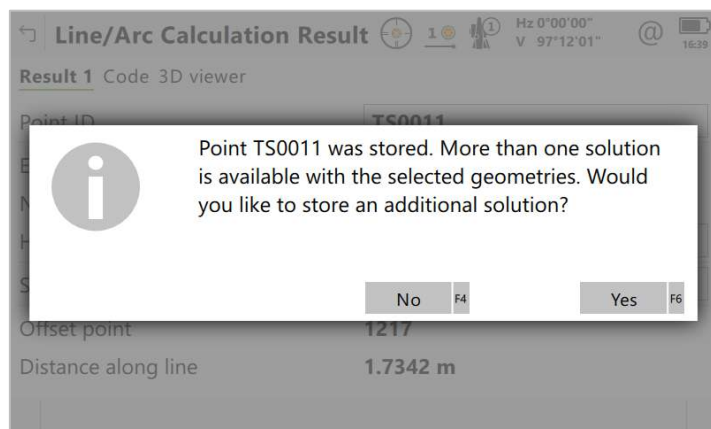 Line/Arc Calculation Result 1 1 Hz 0°00'00"
V 97°12'01" @ 16:39
Result 1 Code 3D viewer
Point ID TS0011
Point TS0011 was stored. More than one solution
is available with the selected geometries. Would
you like to store an additional solution?
No F4 Yes F6
Offset point 1217
Distance along line 1.7342 m